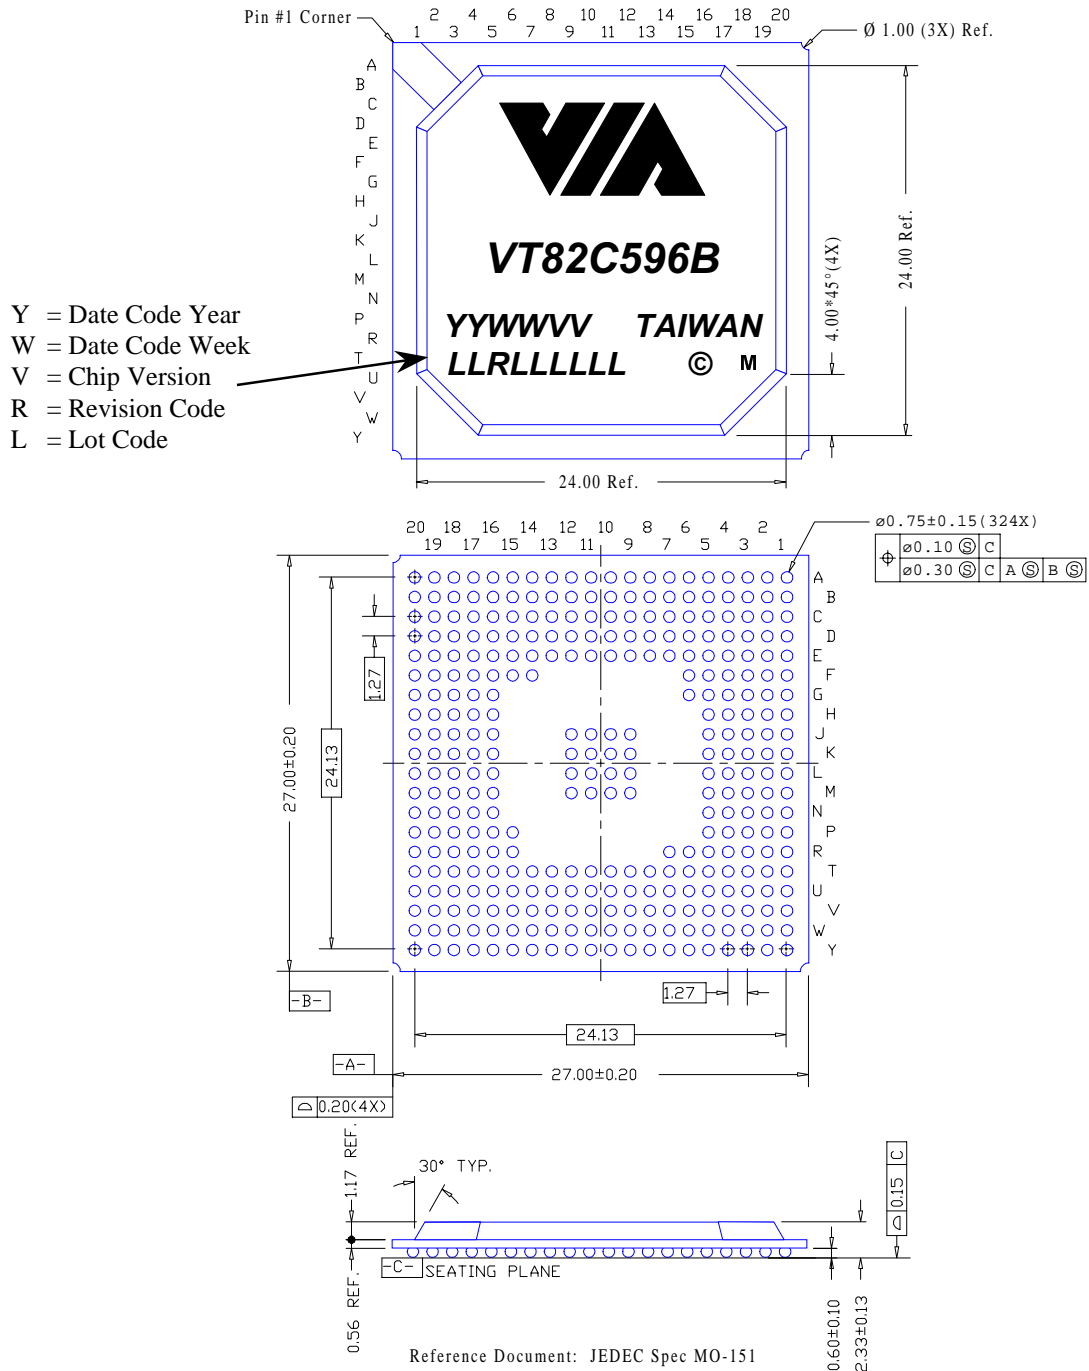 Pin #1 Corner
2 4 6 8 10 12 14 16 18 20
1 3 5 7 9 11 13 15 17 19
Ø 1.00 (3X) Ref.
A
B
C
D
E
F
G
H
J
K
L
M
N
P
R
T
U
V
W
Y
VIA
VT82C596B
YYWWVV TAIWAN
LLRLLLLLL © M
24.00 Ref.
4.00*45°(4X)
24.00 Ref.
Y = Date Code Year
W = Date Code Week
V = Chip Version
R = Revision Code
L = Lot Code
20 18 16 14 12 10 8 6 4 2
19 17 15 13 11 9 7 5 3 1
⌀0.75±0.15(324X)
⌖ ⌀0.10 Ⓢ C
⌀0.30 Ⓢ C A Ⓢ B Ⓢ
A
B
C
D
E
F
G
H
J
K
L
M
N
P
R
T
U
V
W
Y
1.27
24.13
27.00±0.20
-B-
1.27
24.13
-A-
27.00±0.20
⌓ 0.20(4X)
1.17 REF.
0.56 REF.
30° TYP.
-C- SEATING PLANE
⌓ 0.15 C
0.60±0.10
2.33±0.13
Reference Document: JEDEC Spec MO-151